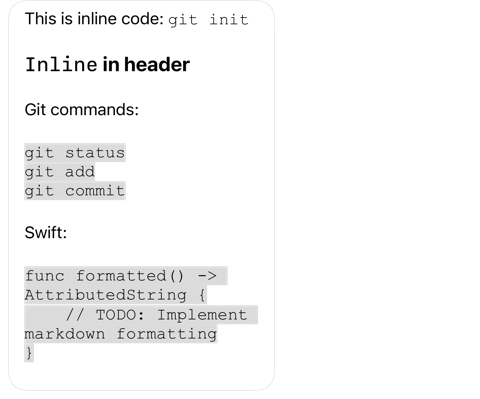 This is inline code: git init
Inline in header
Git commands:
git status
git add
git commit
Swift:
func formatted() ->
AttributedString {
    // TODO: Implement
markdown formatting
}